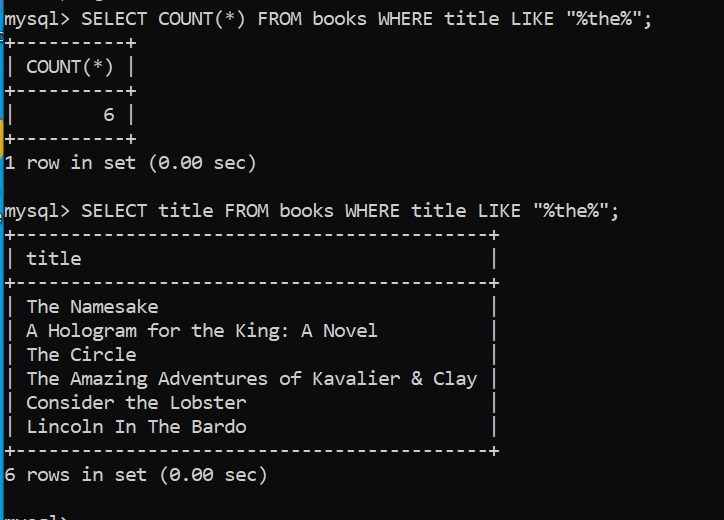 mysql> SELECT COUNT(*) FROM books WHERE title LIKE "%the%";
+----------+
| COUNT(*) |
+----------+
|        6 |
+----------+
1 row in set (0.00 sec)
mysql> SELECT title FROM books WHERE title LIKE "%the%";
+-------------------------------------------+
| title                                     |
+-------------------------------------------+
| The Namesake                              |
| A Hologram for the King: A Novel          |
| The Circle                                |
| The Amazing Adventures of Kavalier & Clay |
| Consider the Lobster                      |
| Lincoln In The Bardo                      |
+-------------------------------------------+
6 rows in set (0.00 sec)
mysql>